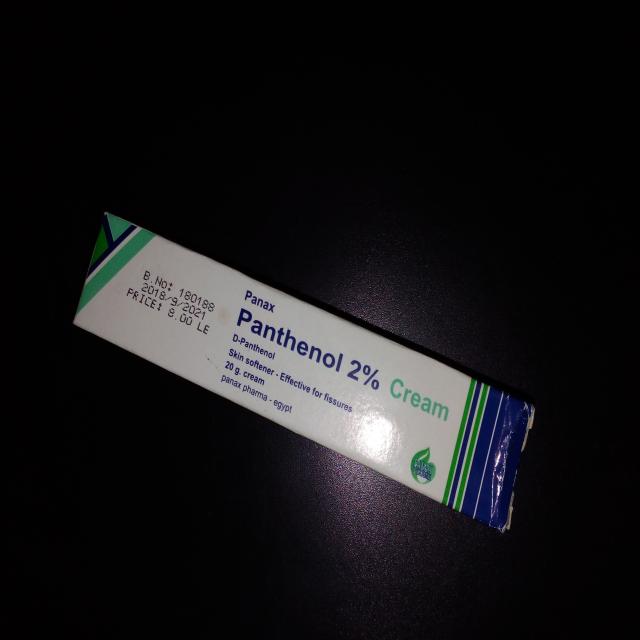 B.NO: 180188
2018/9/2021
PRICE: 9.00 LE
Panax
Panthenol 2% Cream
D-Panthenol
Skin softener - Effective for fissures
20 g. cream
panax pharma - egypt